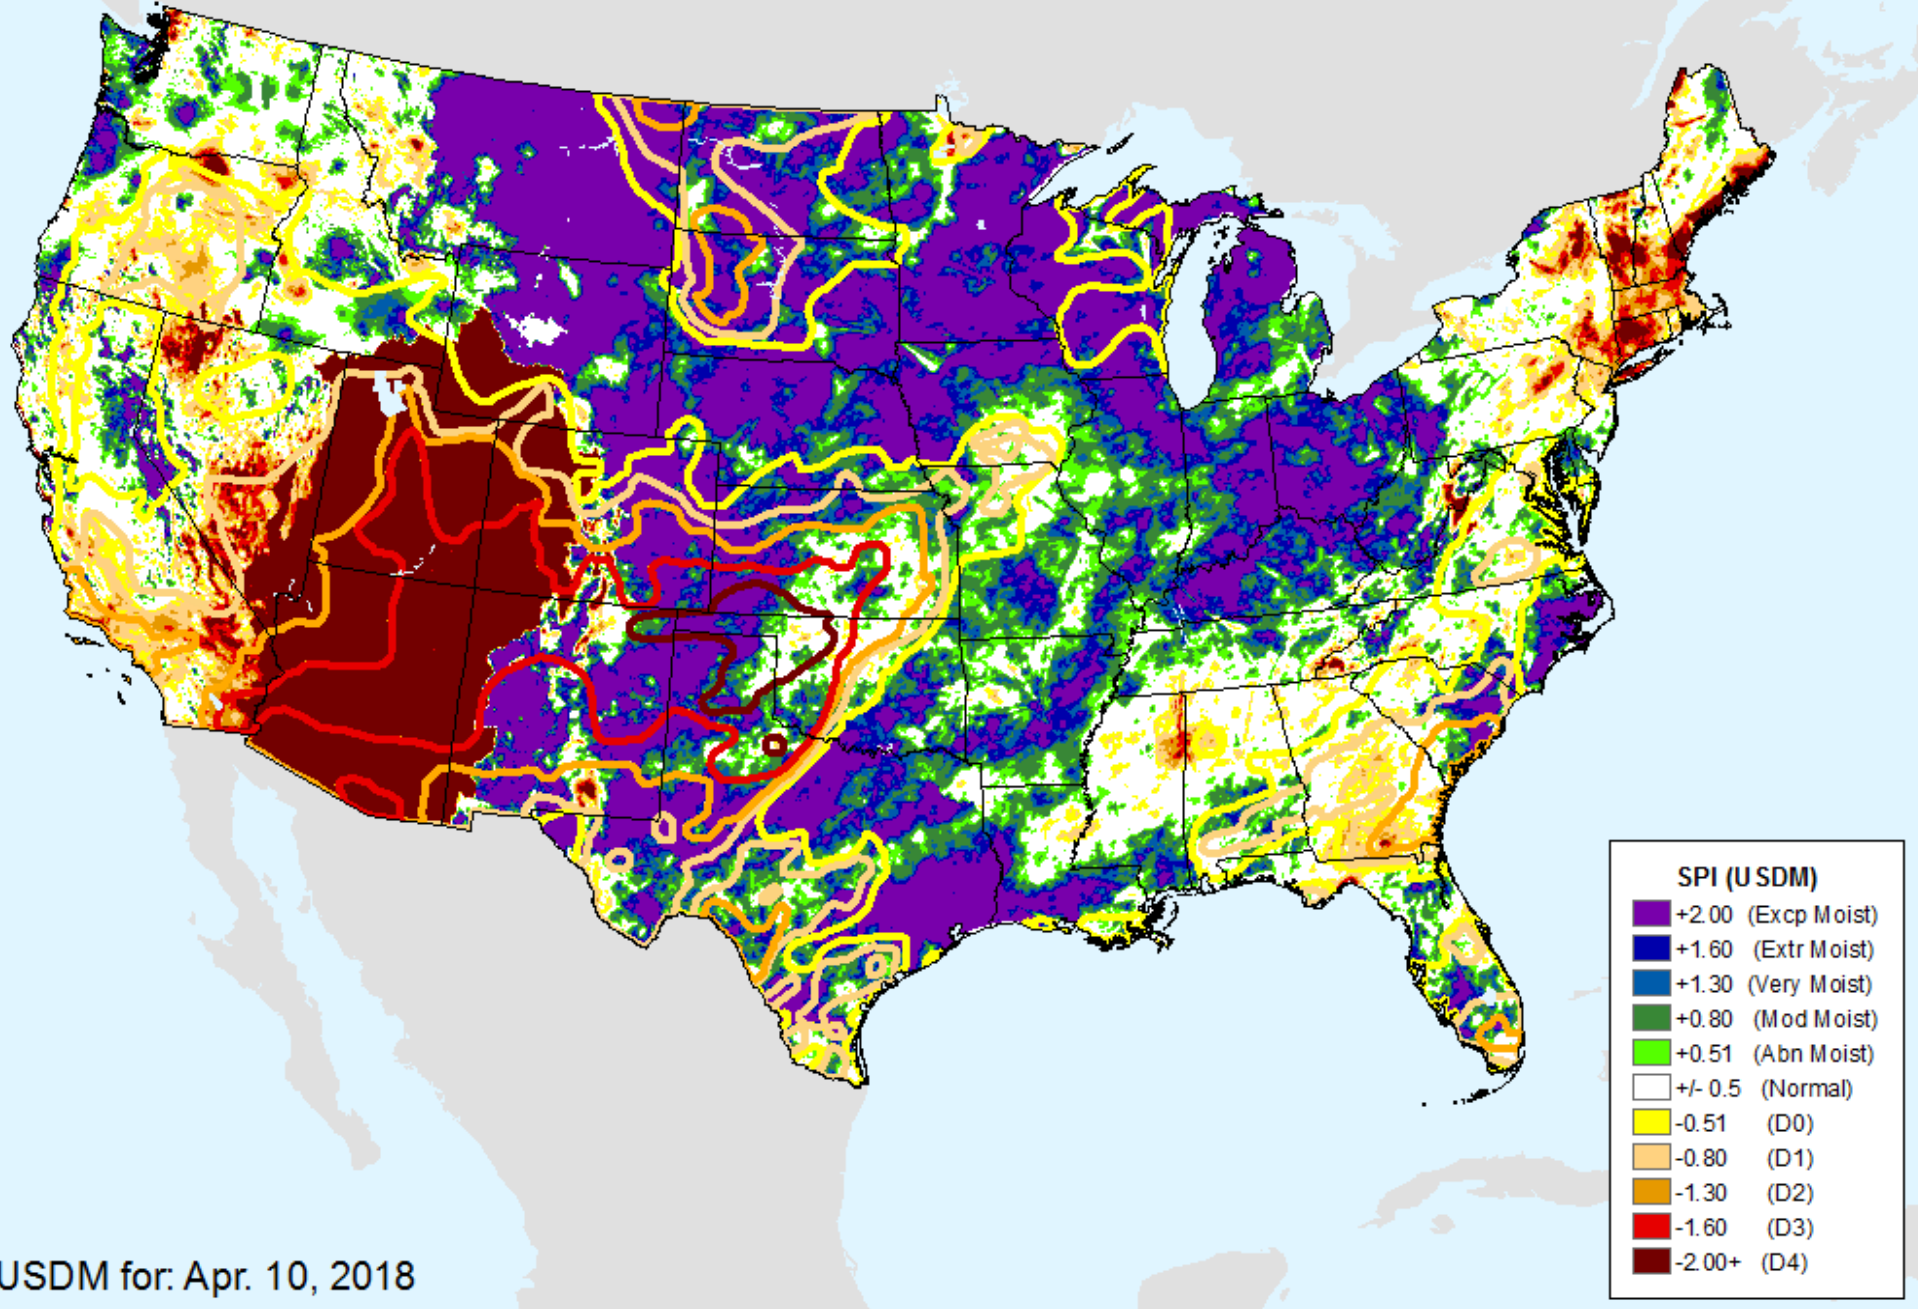 SPI (USDM)
+2.00 (Excp Moist)
+1.60 (Extr Moist)
+1.30 (Very Moist)
+0.80 (Mod Moist)
+0.51 (Abn Moist)
+/- 0.5 (Normal)
-0.51 (D0)
-0.80 (D1)
-1.30 (D2)
-1.60 (D3)
-2.00+ (D4)
USDM for: Apr. 10, 2018